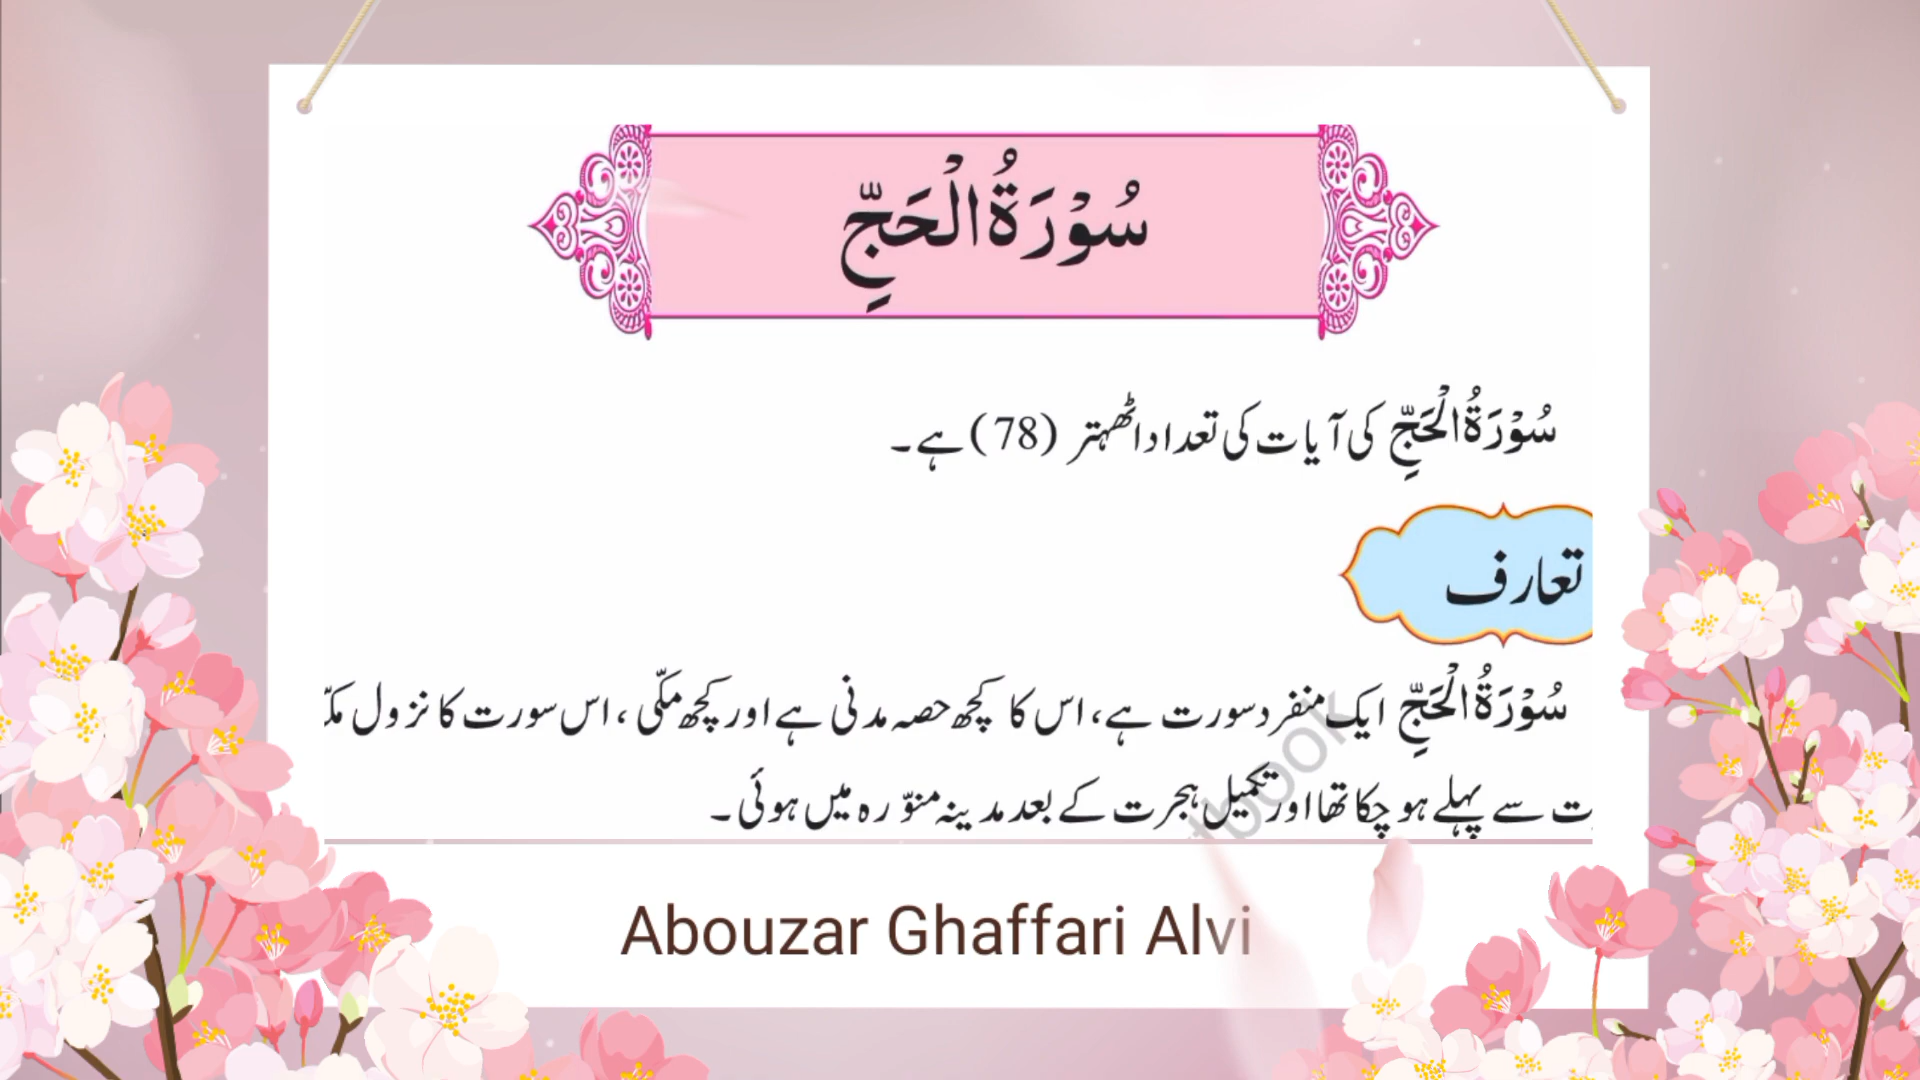 سُوْرَةُ الْحَجِّ
سُوْرَةُ الْحَجِّ کی آیات کی تعداد اٹھہتر (78) ہے۔
تعارف
سُوْرَةُ الْحَجِّ ایک منفرد سورت ہے، اس کا کچھ حصہ مدنی ہے اور کچھ مکّی، اس سورت کا نزول
سے پہلے ہو چکا تھا اور تکمیل ہجرت کے بعد مدینہ منوّرہ میں ہوئی۔
book
Abouzar Ghaffari Alvi